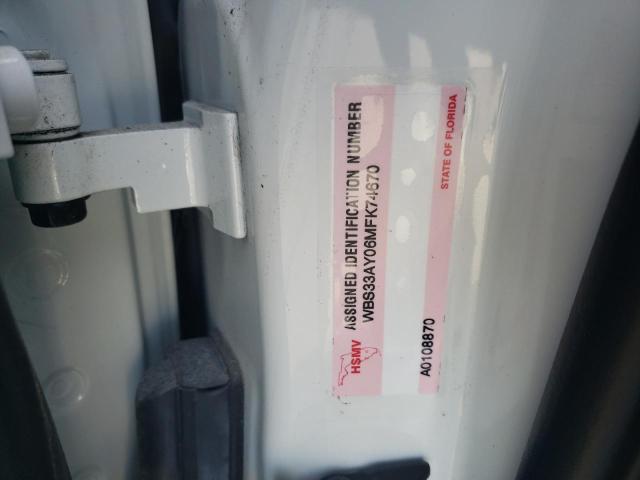 ASSIGNED IDENTIFICATION NUMBER
WBS33AY06MFK74670
HSMV
STATE OF FLORIDA
A0108870